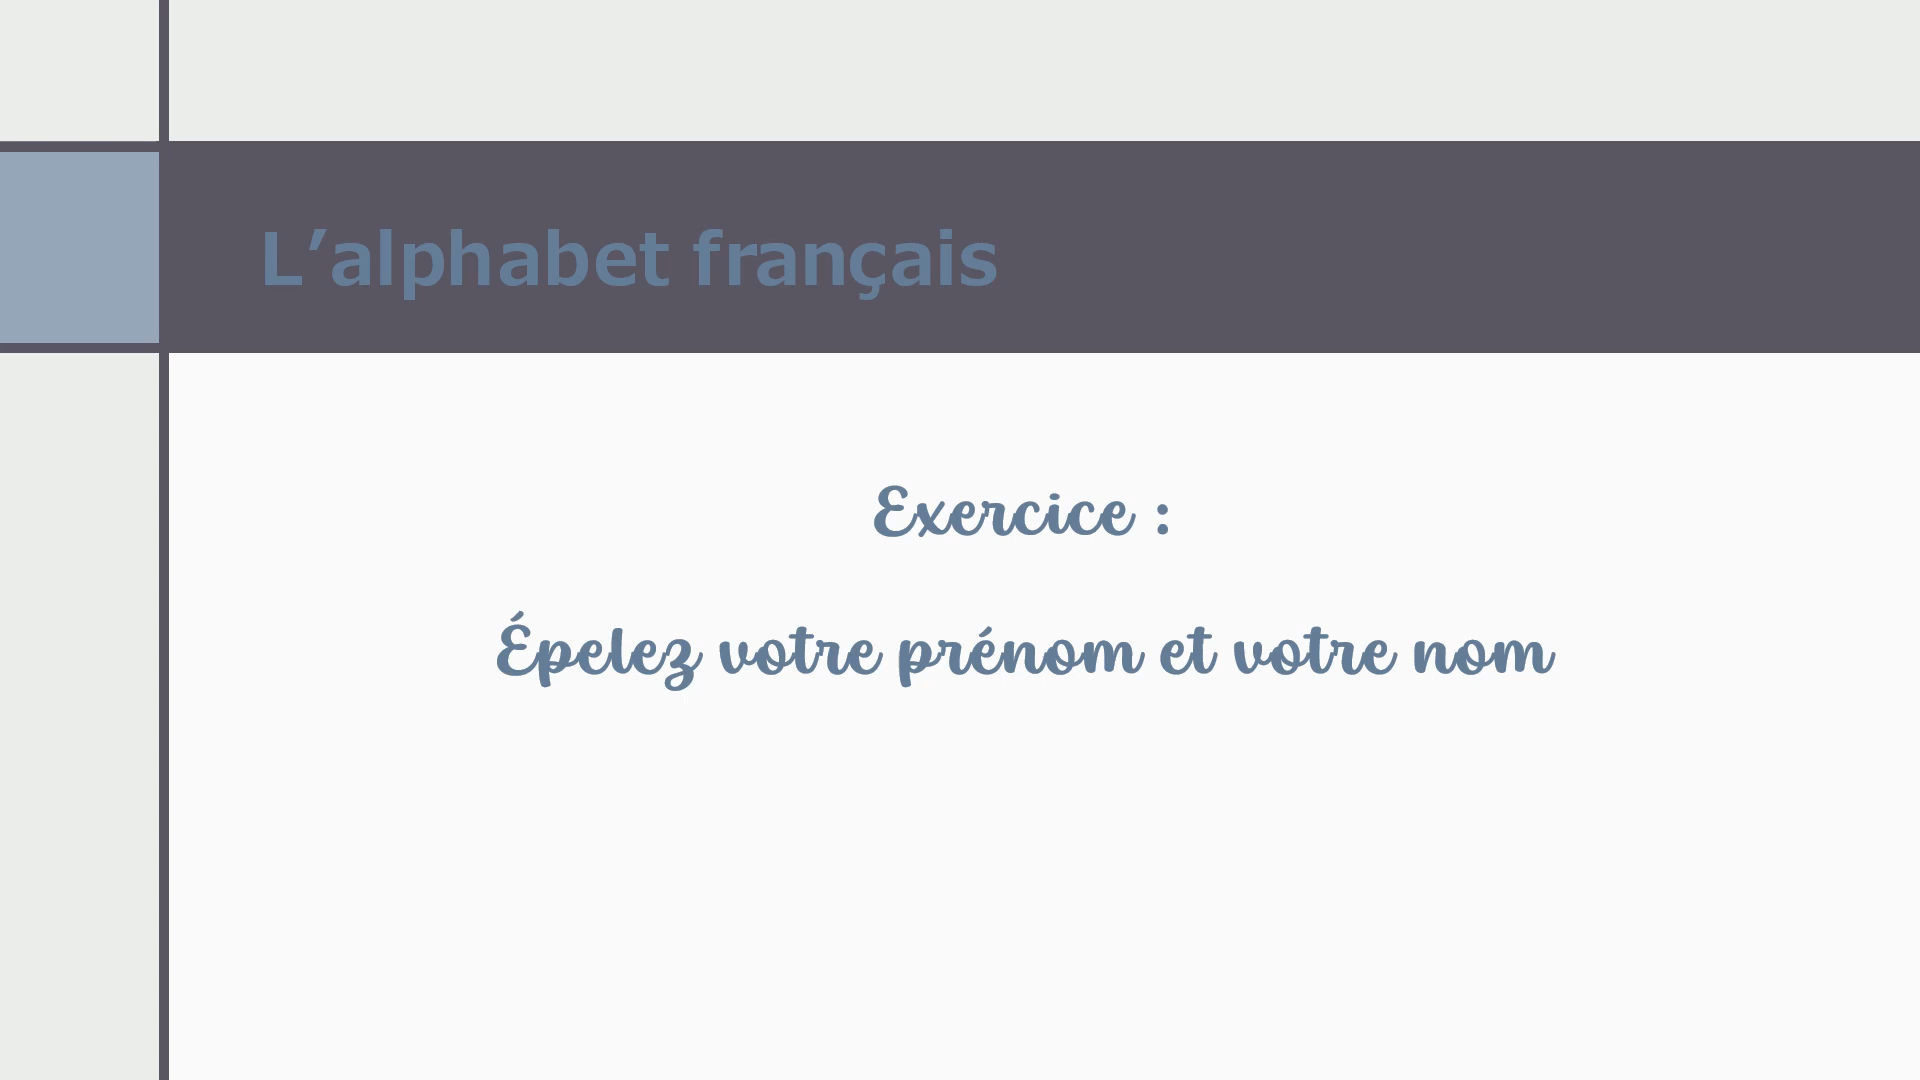 L’alphabet français
Exercice :
Épelez votre prénom et votre nom